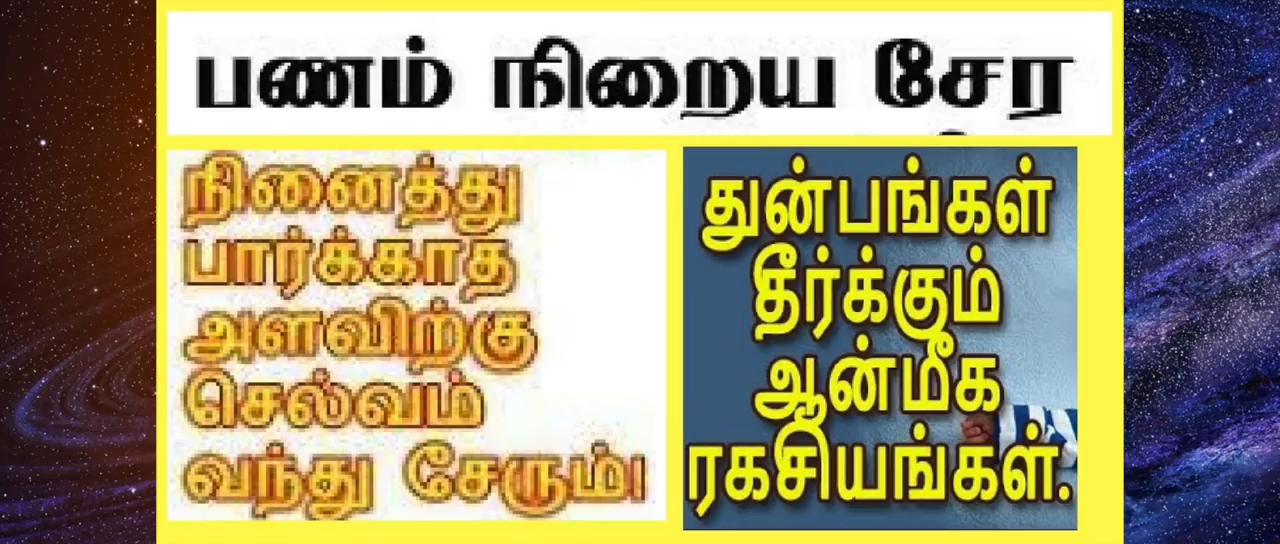 பணம் நிறைய சேர
நினைத்து
பார்க்காத
அளவிற்கு
செல்வம்
வந்து சேரும்!
துன்பங்கள்
தீர்க்கும்
ஆன்மீக
ரகசியங்கள்.